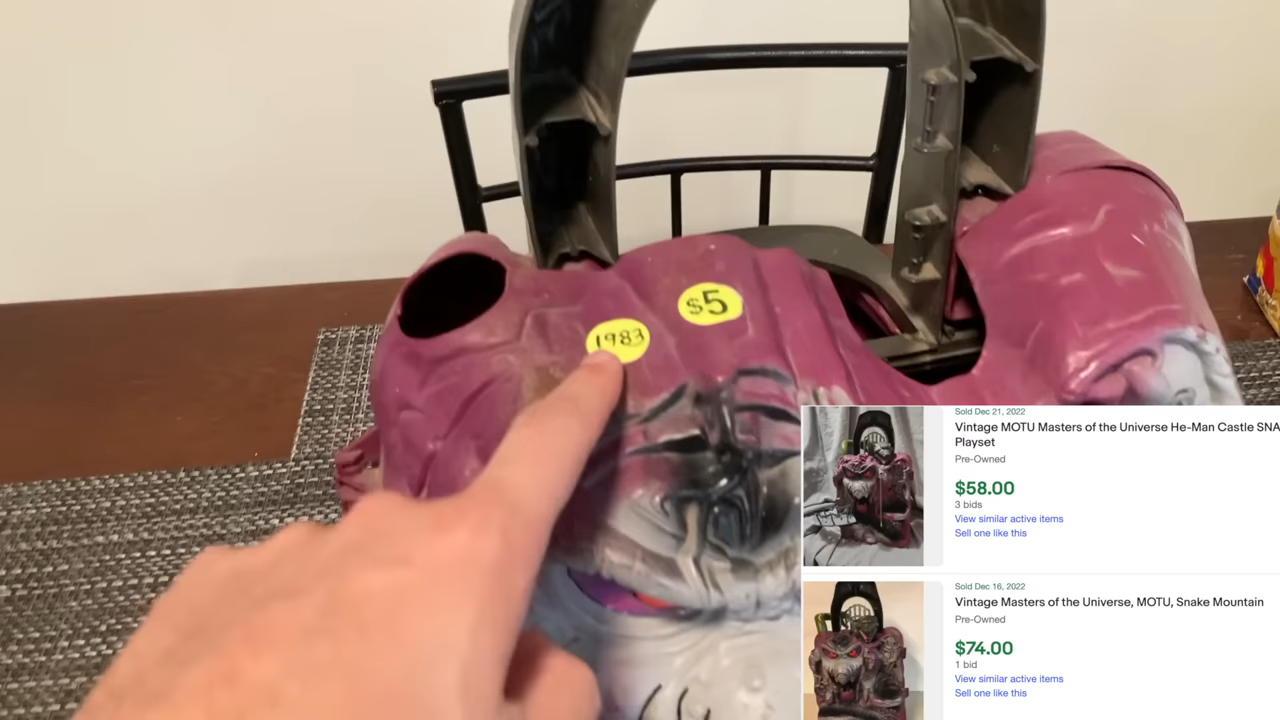 $5
1983
Sold Dec 21, 2022
Vintage MOTU Masters of the Universe He-Man Castle SNA
Playset
Pre-Owned
$58.00
3 bids
View similar active items
Sell one like this
Sold Dec 16, 2022
Vintage Masters of the Universe, MOTU, Snake Mountain
Pre-Owned
$74.00
1 bid
View similar active items
Sell one like this